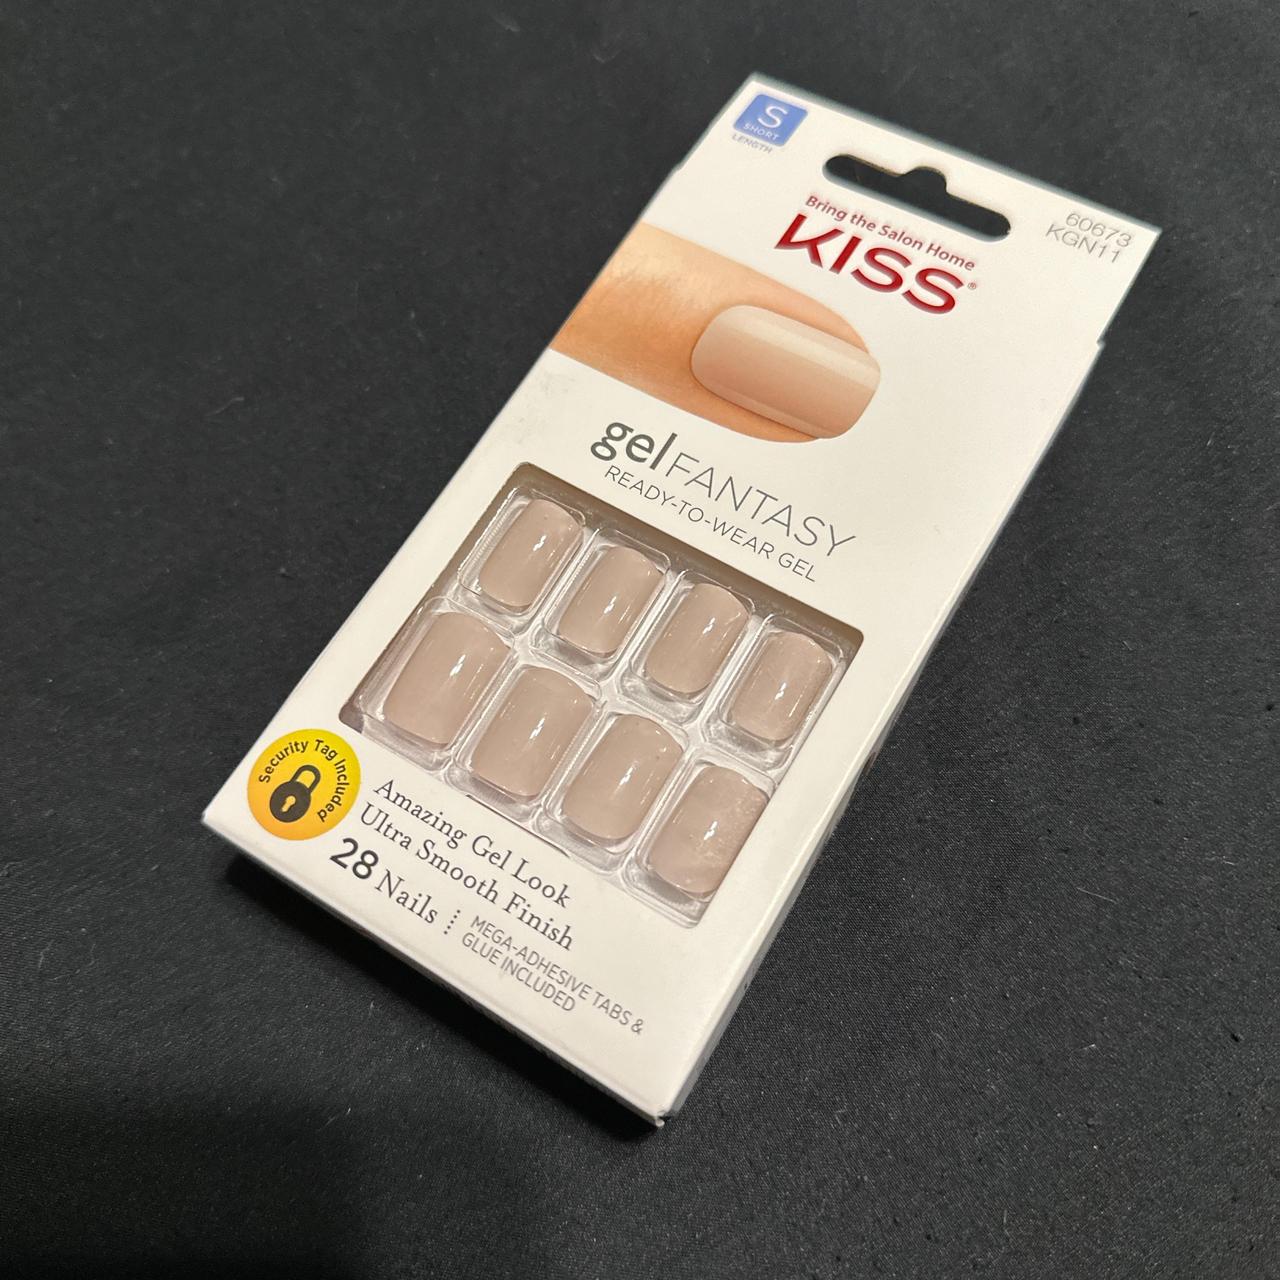 S
SHORT
LENGTH
60673
KGN11
Bring the Salon Home
KISS®
gel FANTASY
READY-TO-WEAR GEL
Security Tag Included
Amazing Gel Look
Ultra Smooth Finish
28 Nails
MEGA-ADHESIVE TABS &
GLUE INCLUDED